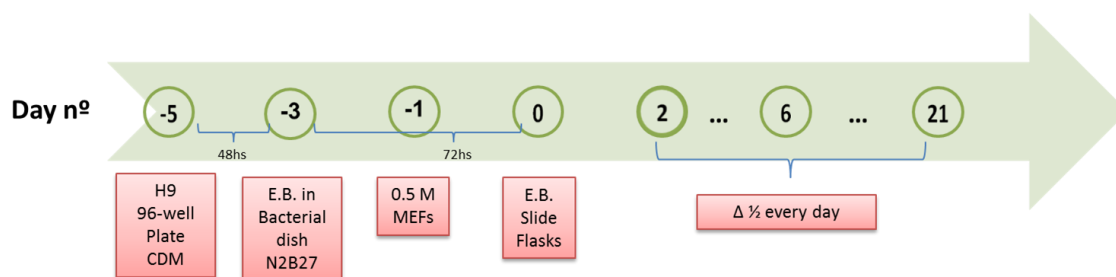 Day nº
-5
-3
-1
0
2
...
6
...
21
48hs
72hs
H9
96-well
Plate
CDM
E.B. in
Bacterial
dish
N2B27
0.5 M
MEFs
E.B.
Slide
Flasks
Δ ½ every day